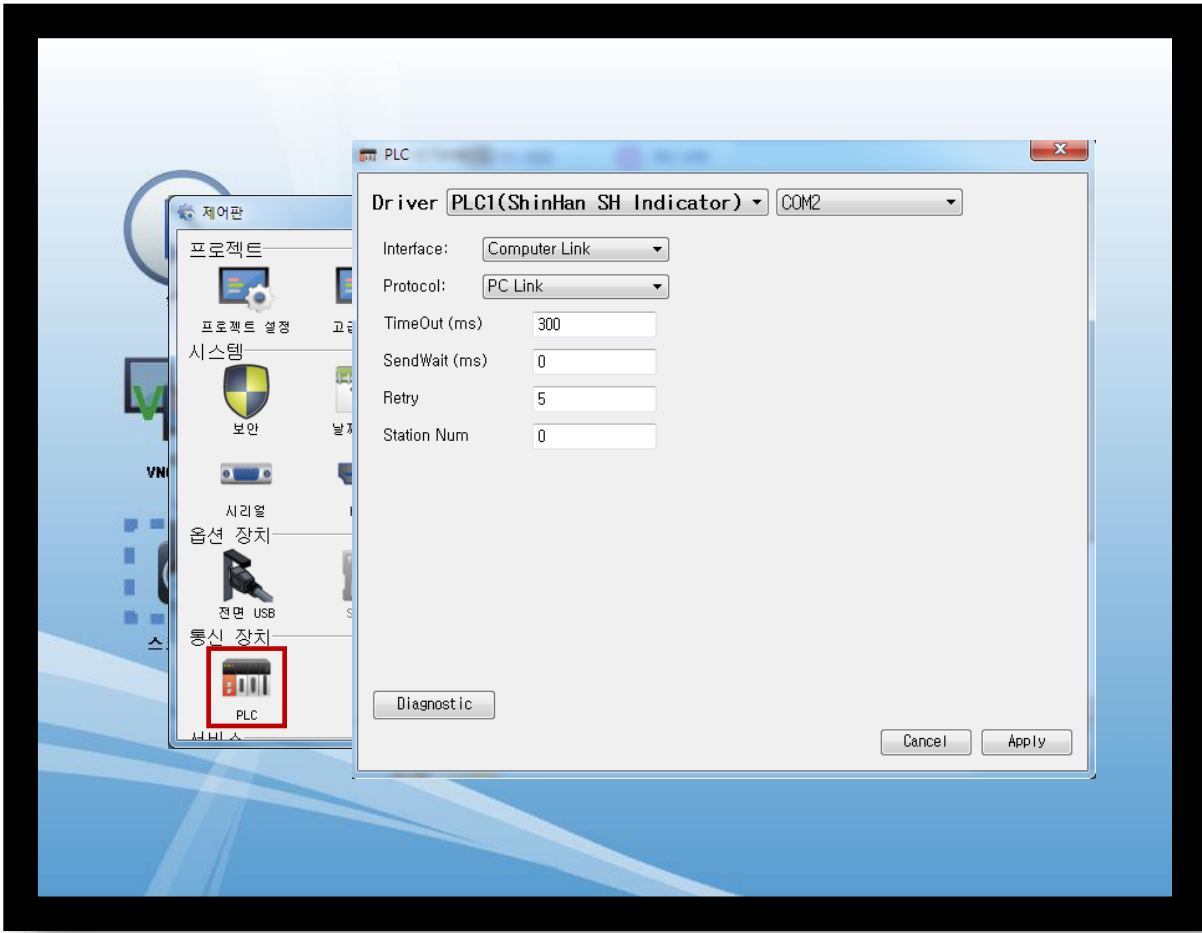 PLC
Driver PLC1(ShinHan SH Indicator) COM2
Interface: Computer Link
Protocol: PC Link
TimeOut (ms) 300
SendWait (ms) 0
Retry 5
Station Num 0
Diagnostic
Cancel Apply
제어판
프로젝트
프로젝트 설정
시스템
보안
시리얼
옵션 장치
전면 USB
통신 장치
PLC
서비스